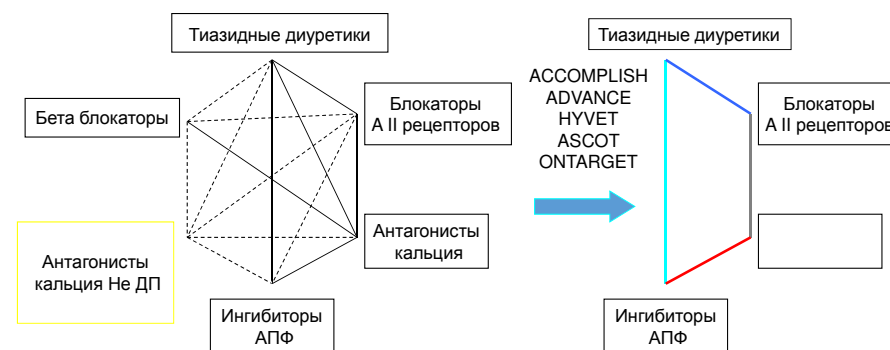 Тиазидные диуретики
Бета блокаторы
Блокаторы
А II рецепторов
Антагонисты
кальция Не ДП
Антагонисты
кальция
Ингибиторы
АПФ
ACCOMPLISH
ADVANCE
HYVET
ASCOT
ONTARGET
Тиазидные диуретики
Блокаторы
А II рецепторов
Ингибиторы
АПФ